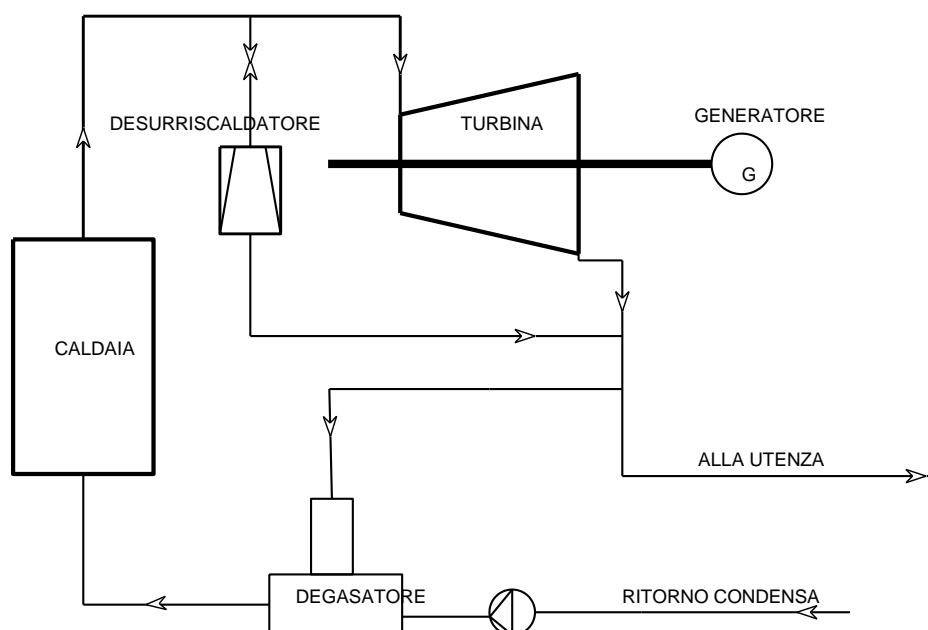 GENERATORE
DESURRISCALDATORE
TURBINA
G
CALDAIA
ALLA UTENZA
DEGASATORE
RITORNO CONDENSA